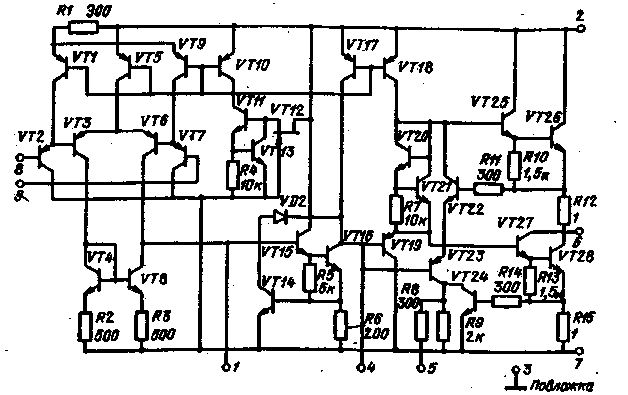 R1 300
2
VT1
VT5
VT9
VT10
VT17
VT18
VT11
VT12
VT25
VT26
VT2
VT3
VT6
VT7
VT13
VT20
8
9
R4
10к
R11
300
R10
1,5к
VT21
VT22
R7
10к
R12
1
VD2
VT16
VT27
6
VT15
VT19
VT23
VT28
VT4
VT8
VT14
R5
VT24
R14
300
R13
1,5к
R8
300
R2
500
R3
500
R6
200
R9
2к
R15
1
1
4
5
3
7
Подложка